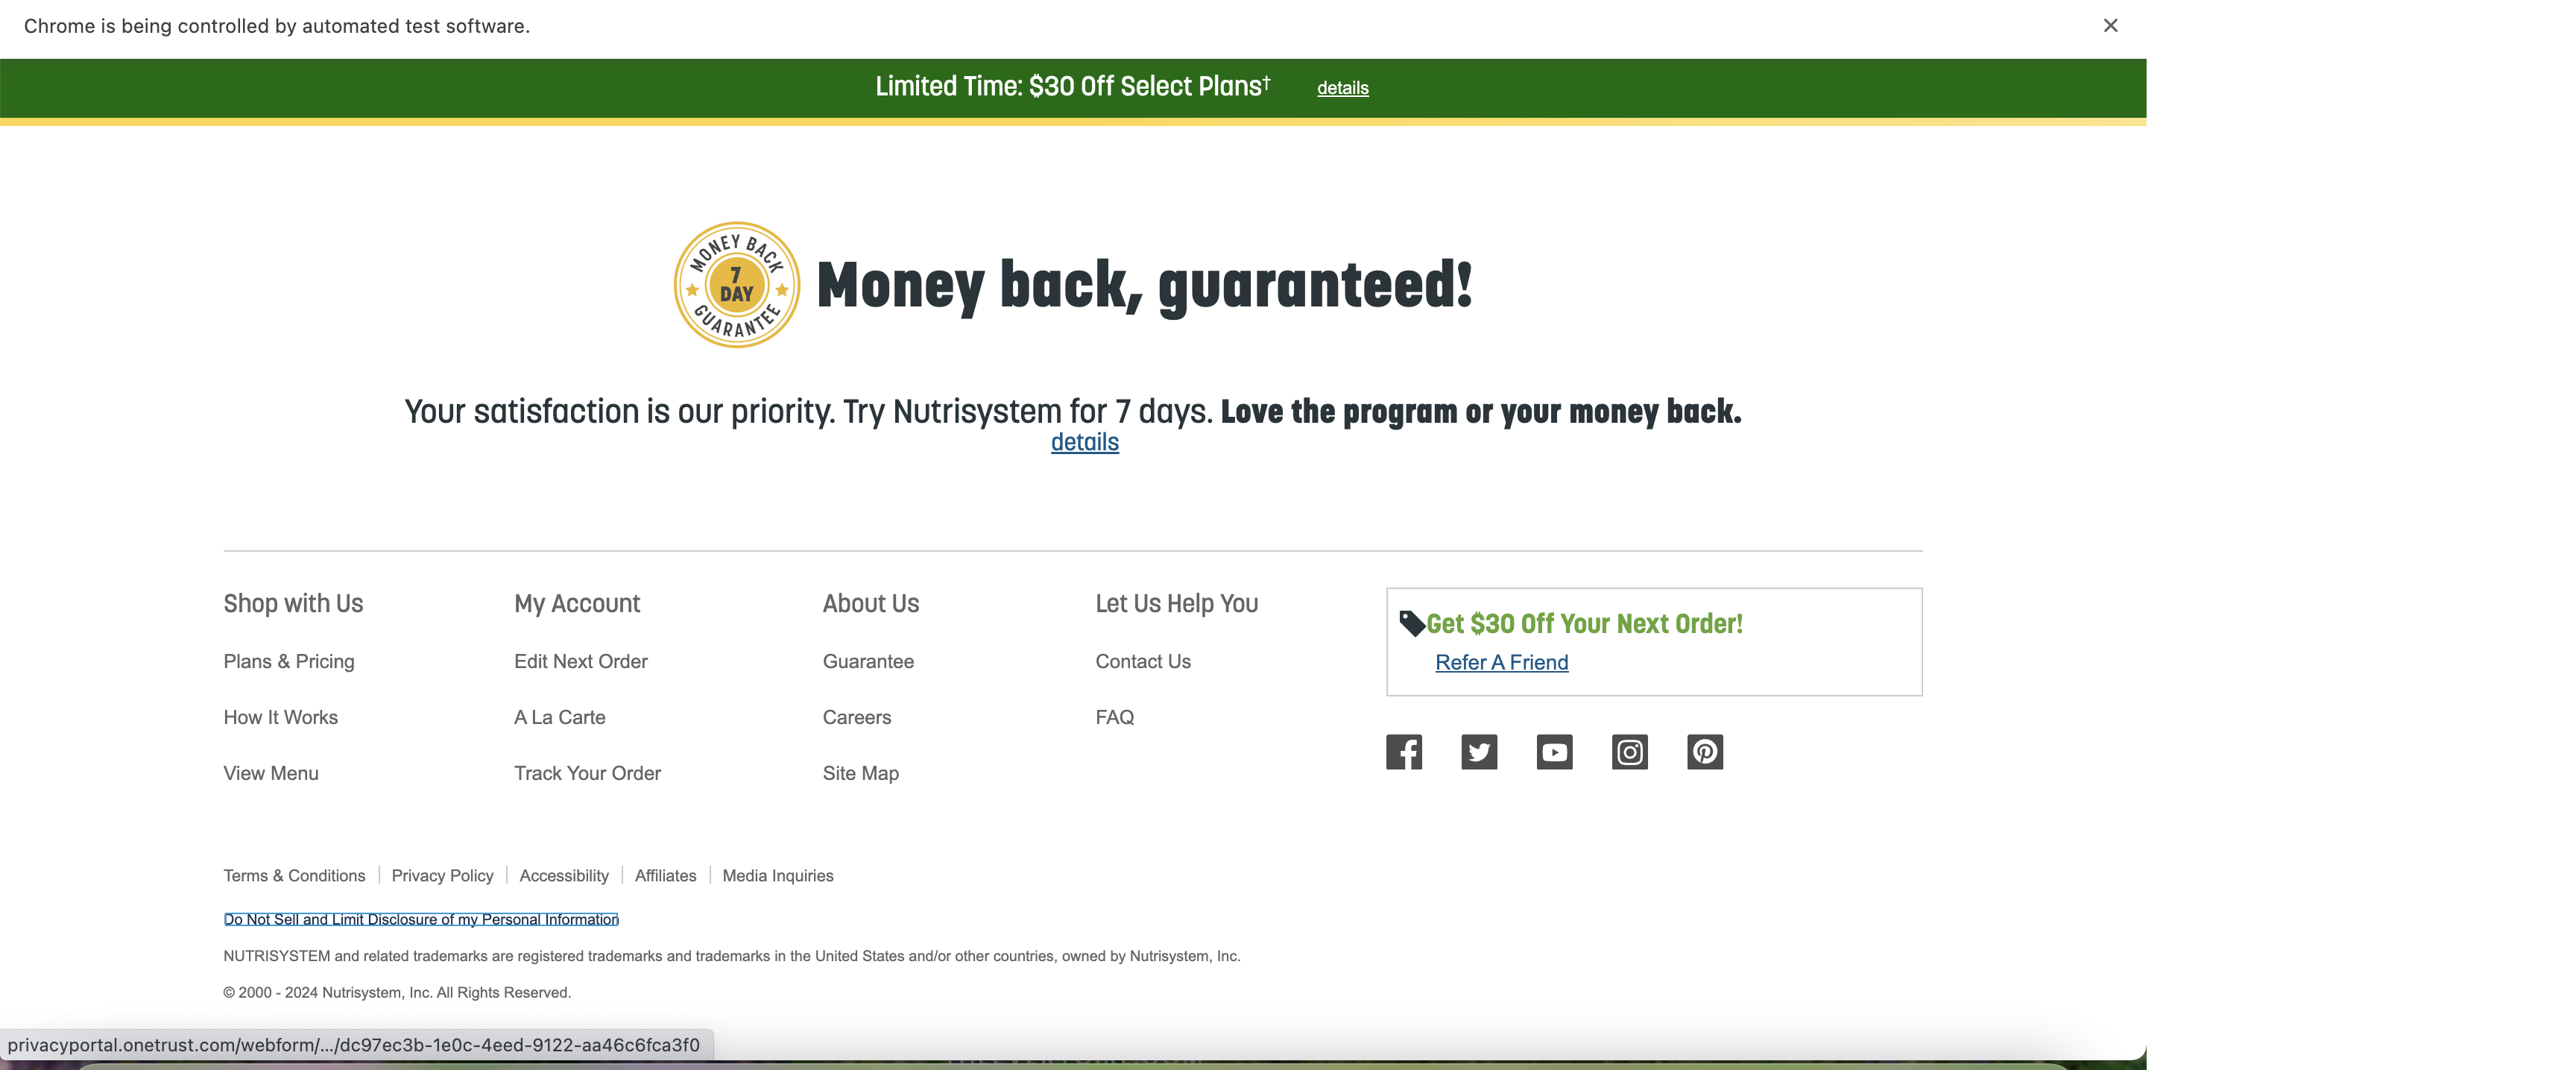 Chrome is being controlled by automated test software.
Limited Time: $30 Off Select Plans† details
MONEY BACK
7
DAY
GUARANTEE
Money back, guaranteed!
Your satisfaction is our priority. Try Nutrisystem for 7 days. Love the program or your money back.
details
Shop with Us
Plans & Pricing
How It Works
View Menu
My Account
Edit Next Order
A La Carte
Track Your Order
About Us
Guarantee
Careers
Site Map
Let Us Help You
Contact Us
FAQ
Get $30 Off Your Next Order!
Refer A Friend
Terms & Conditions
Privacy Policy
Accessibility
Affiliates
Media Inquiries
Do Not Sell and Limit Disclosure of my Personal Information
NUTRISYSTEM and related trademarks are registered trademarks and trademarks in the United States and/or other countries, owned by Nutrisystem, Inc.
© 2000 - 2024 Nutrisystem, Inc. All Rights Reserved.
privacyportal.onetrust.com/webform/.../dc97ec3b-1e0c-4eed-9122-aa46c6fca3f0